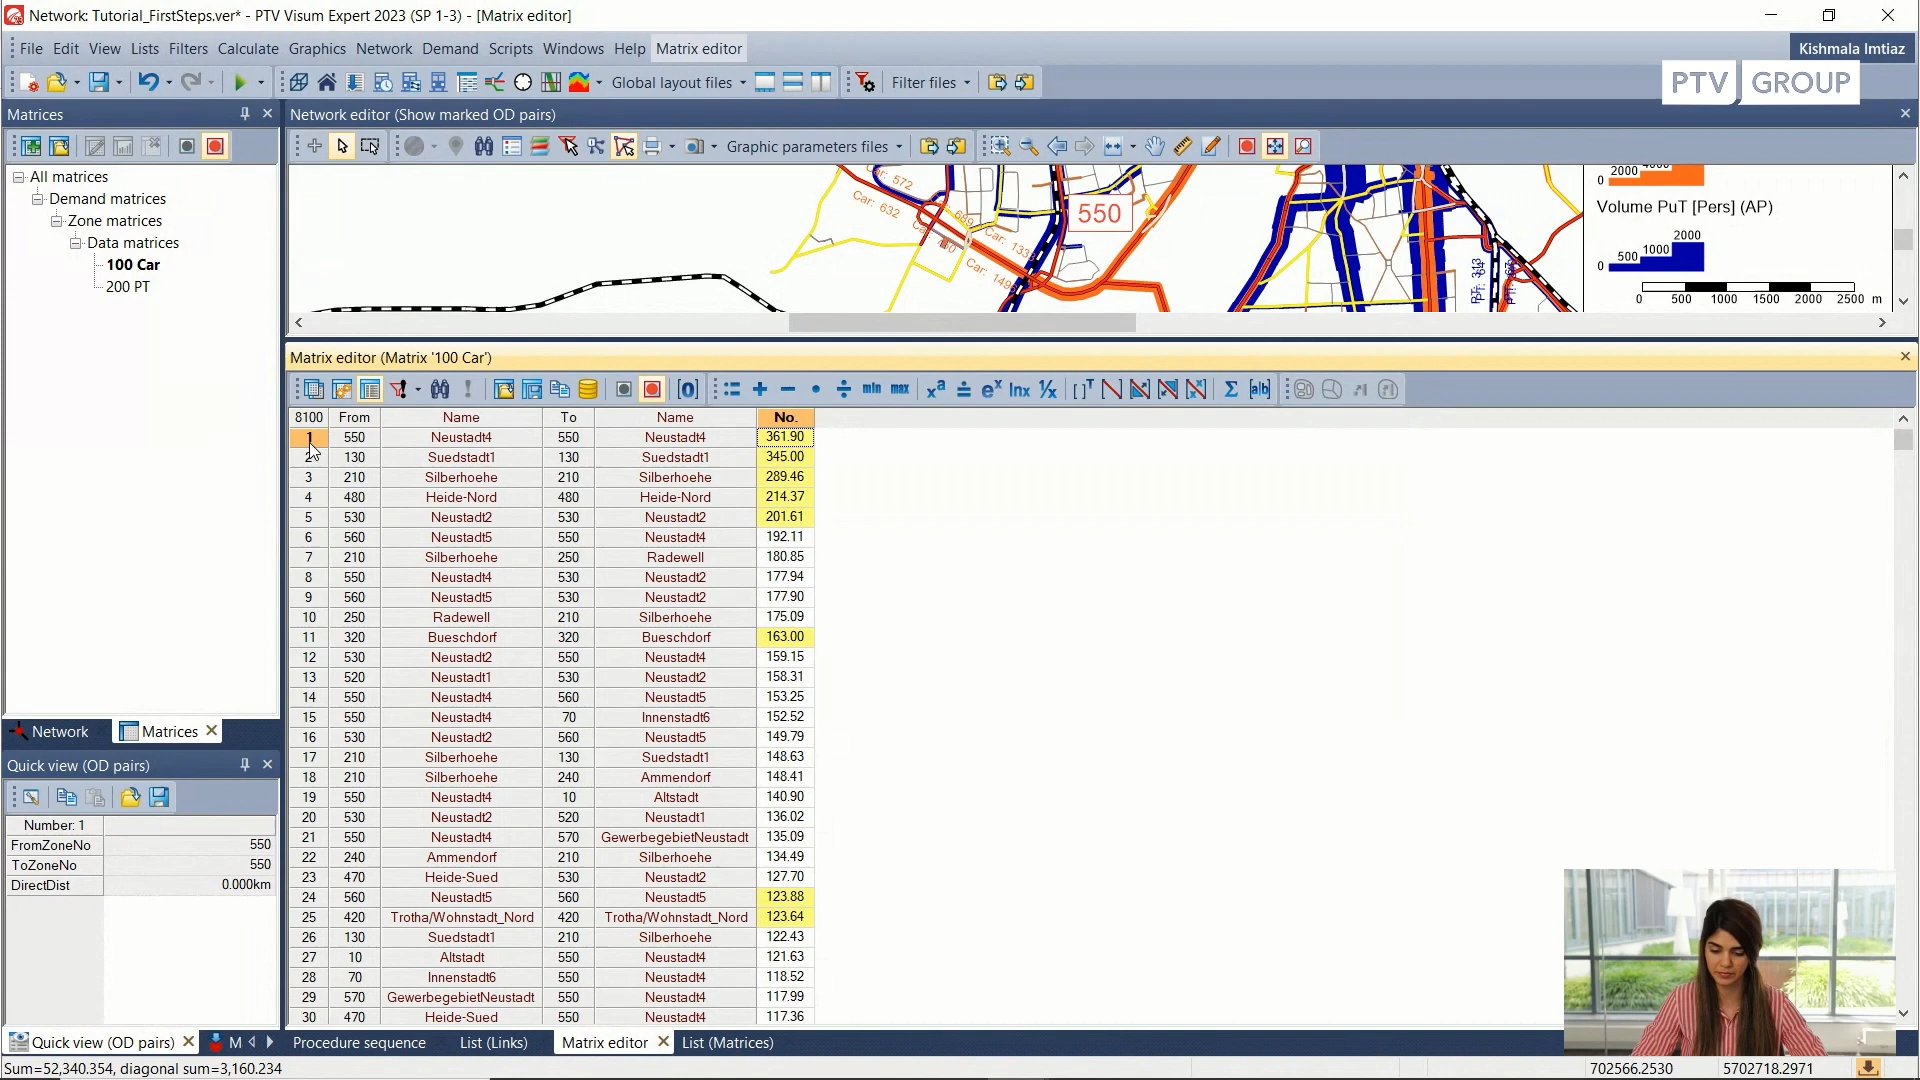 Network: Tutorial_FirstSteps.ver* - PTV Visum Expert 2023 (SP 1-3) - [Matrix editor]
File Edit View Lists Filters Calculate Graphics Network Demand Scripts Windows Help Matrix editor
Kishmala Imtiaz
Global layout files
Filter files
PTV GROUP
Matrices
All matrices
Demand matrices
Zone matrices
Data matrices
100 Car
200 PT
Network editor (Show marked OD pairs)
Graphic parameters files
Car: 572
Car: 632
689
Car: 1495
550
2000
0
Volume PuT [Pers] (AP)
2000
1000
500
0
0 500 1000 1500 2000 2500 m
Matrix editor (Matrix '100 Car')
min max
8100 From Name To Name No.
1 550 Neustadt4 550 Neustadt4 361.90
2 130 Suedstadt1 130 Suedstadt1 345.00
3 210 Silberhoehe 210 Silberhoehe 289.46
4 480 Heide-Nord 480 Heide-Nord 214.37
5 530 Neustadt2 530 Neustadt2 201.61
6 560 Neustadt5 550 Neustadt4 192.11
7 210 Silberhoehe 250 Radewell 180.85
8 550 Neustadt4 530 Neustadt2 177.94
9 560 Neustadt5 530 Neustadt2 177.90
10 250 Radewell 210 Silberhoehe 175.09
11 320 Bueschdorf 320 Bueschdorf 163.00
12 530 Neustadt2 550 Neustadt4 159.15
13 520 Neustadt1 530 Neustadt2 158.31
14 550 Neustadt4 560 Neustadt5 153.25
15 550 Neustadt4 70 Innenstadt6 152.52
16 530 Neustadt2 560 Neustadt5 149.79
17 210 Silberhoehe 130 Suedstadt1 148.63
18 210 Silberhoehe 240 Ammendorf 148.41
19 550 Neustadt4 10 Altstadt 140.90
20 530 Neustadt2 520 Neustadt1 136.02
21 550 Neustadt4 570 GewerbegebietNeustadt 135.09
22 240 Ammendorf 210 Silberhoehe 134.49
23 470 Heide-Sued 530 Neustadt2 127.70
24 560 Neustadt5 560 Neustadt5 123.88
25 420 Trotha/Wohnstadt_Nord 420 Trotha/Wohnstadt_Nord 123.64
26 130 Suedstadt1 210 Silberhoehe 122.43
27 10 Altstadt 550 Neustadt4 121.63
28 70 Innenstadt6 550 Neustadt4 118.52
29 570 GewerbegebietNeustadt 550 Neustadt4 117.99
30 470 Heide-Sued 550 Neustadt4 117.36
Network Matrices
Quick view (OD pairs)
Number: 1
FromZoneNo 550
ToZoneNo 550
DirectDist 0.000km
Quick view (OD pairs) M
Procedure sequence List (Links) Matrix editor List (Matrices)
Sum=52,340.354, diagonal sum=3,160.234
702566.2530 5702718.2971